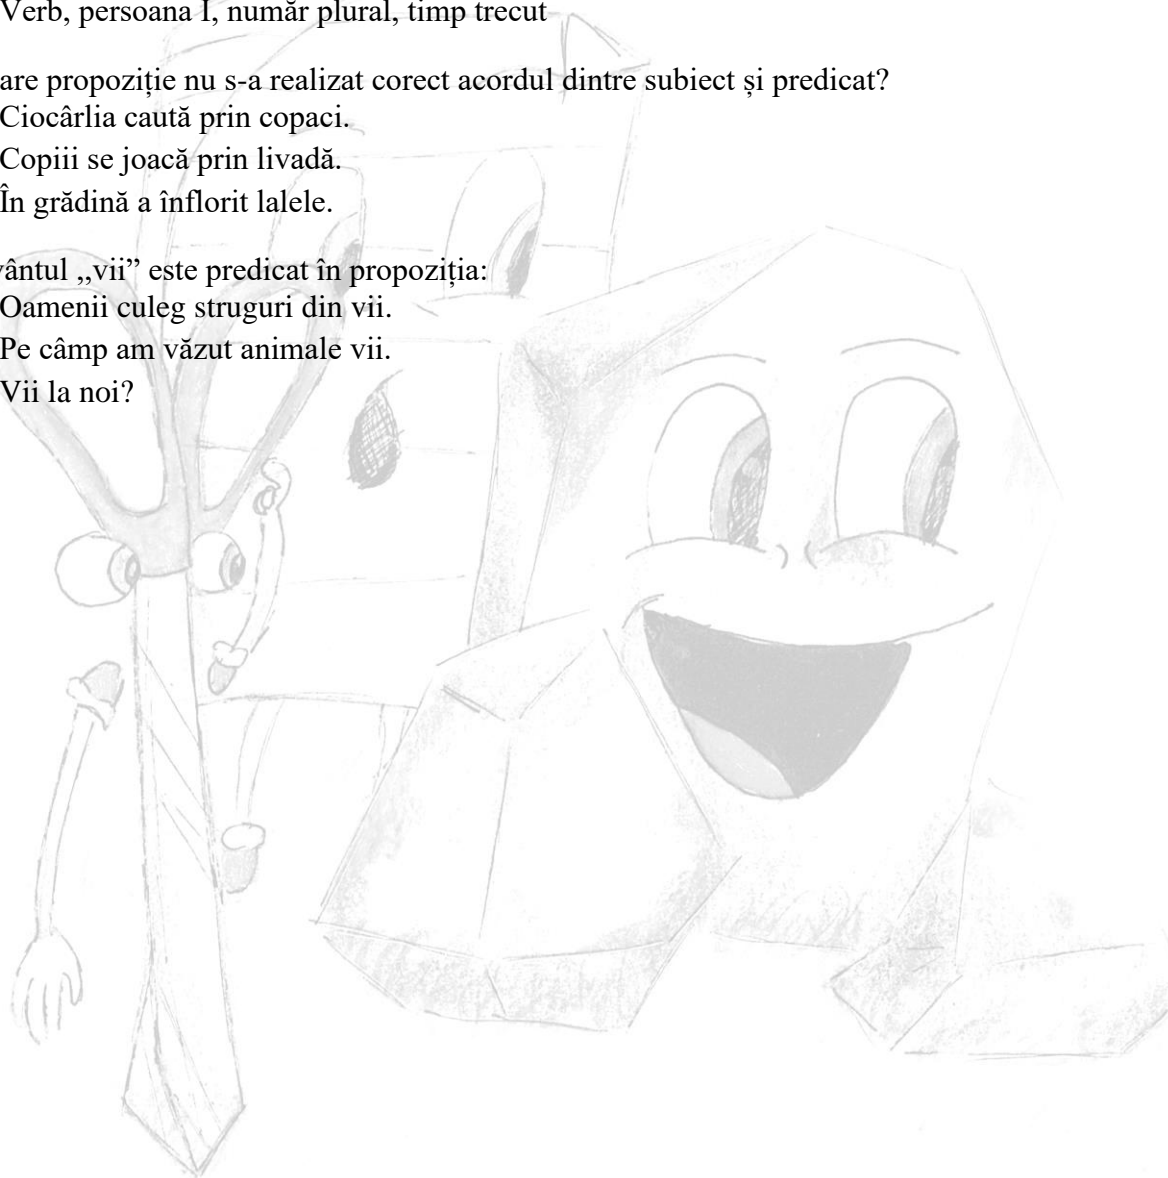 Verb, persoana I, număr plural, timp trecut
are propoziție nu s-a realizat corect acordul dintre subiect și predicat?
Ciocârlia caută prin copaci.
Copiii se joacă prin livadă.
În grădină a înflorit lalele.
vântul ,,vii” este predicat în propoziția:
Oamenii culeg struguri din vii.
Pe câmp am văzut animale vii.
Vii la noi?